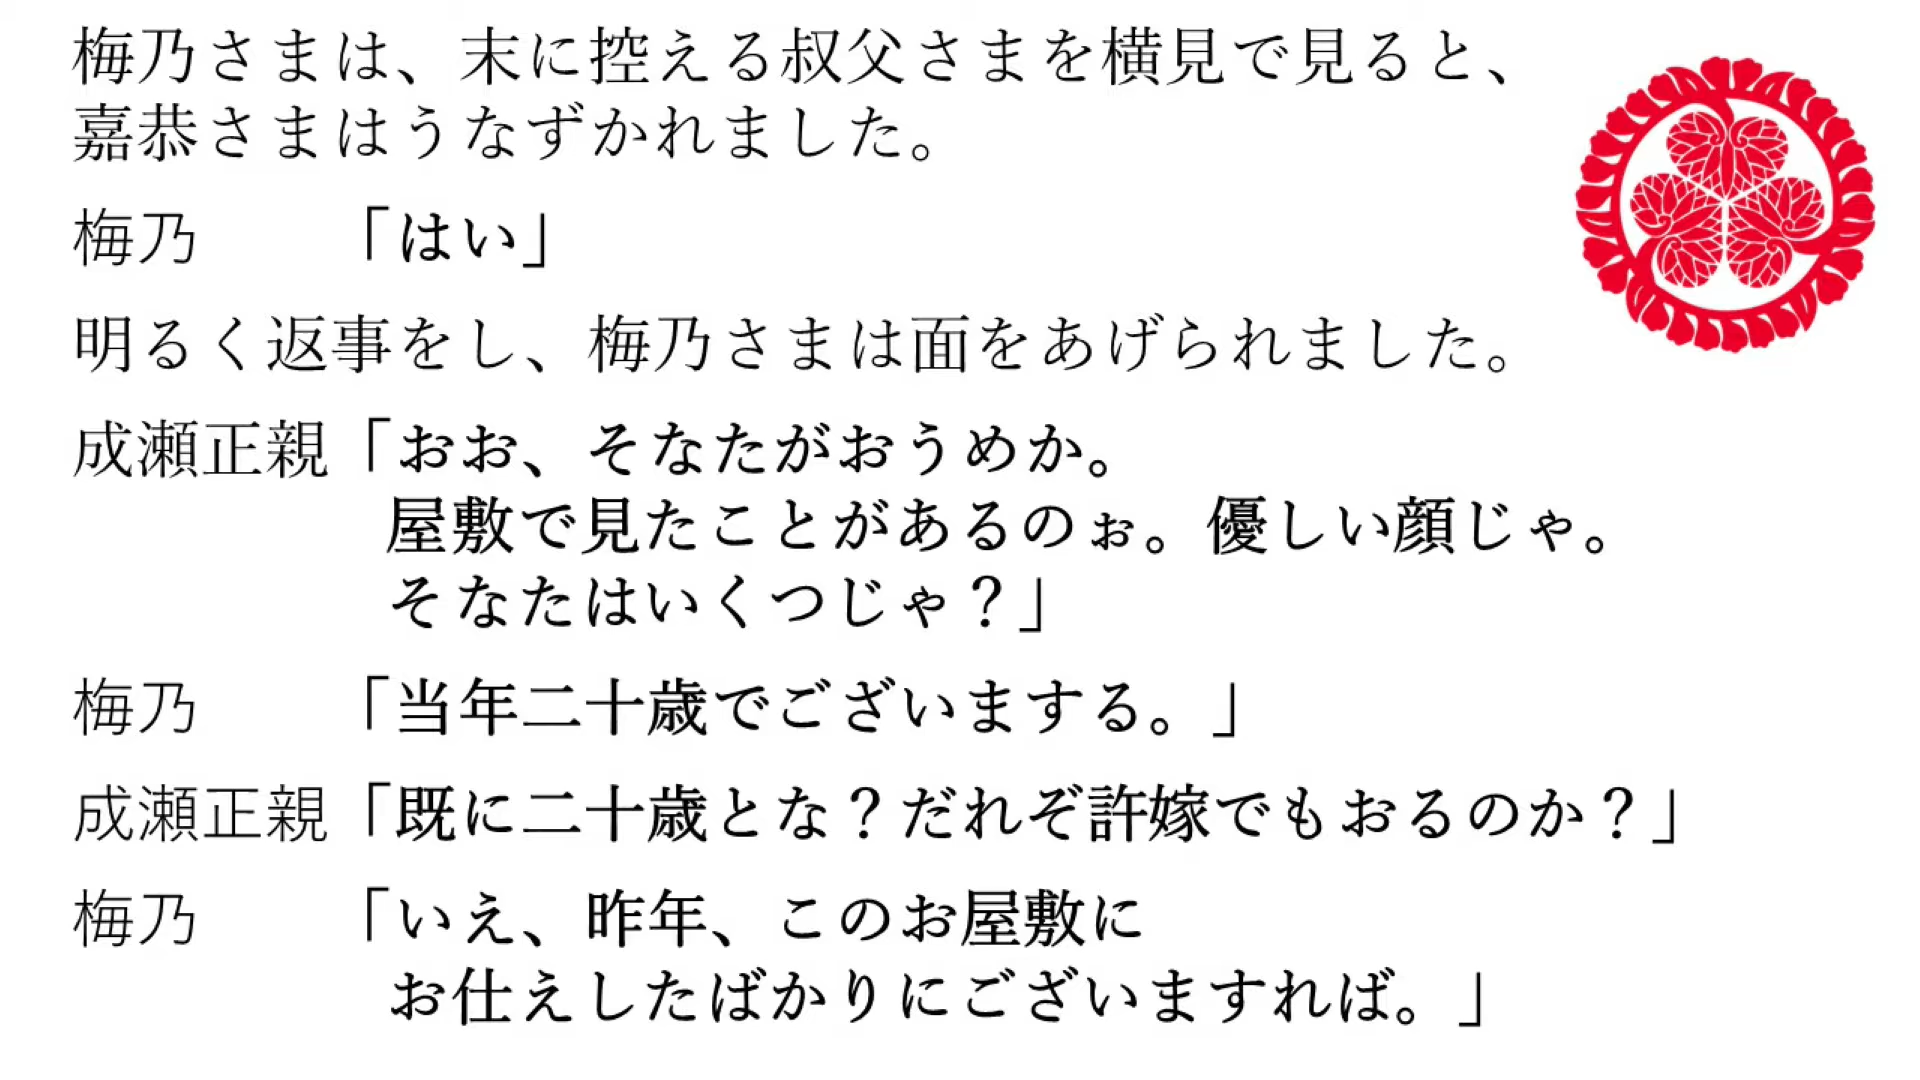 梅乃さまは、末に控える叔父さまを横見で見ると、
嘉恭さまはうなずかれました。
梅乃　　「はい」
明るく返事をし、梅乃さまは面をあげられました。
成瀬正親「おお、そなたがおうめか。
屋敷で見たことがあるのぉ。優しい顔じゃ。
そなたはいくつじゃ？」
梅乃　　「当年二十歳でございまする。」
成瀬正親「既に二十歳とな？だれぞ許嫁でもおるのか？」
梅乃　　「いえ、昨年、このお屋敷に
お仕えしたばかりにございますれば。」